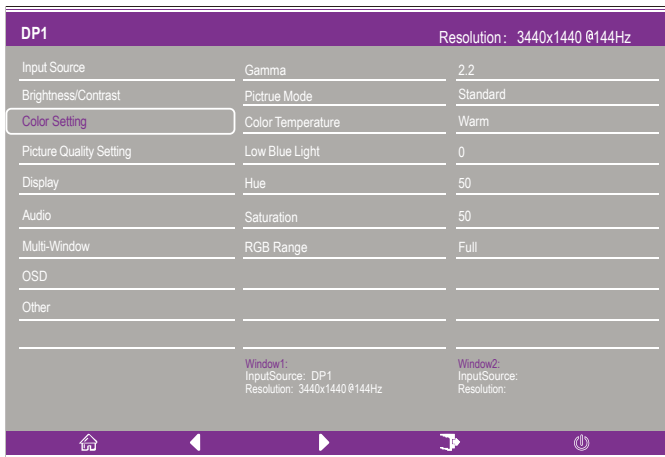 DP1
Resolution: 3440x1440 @144Hz
Input Source
Gamma 2.2
Brightness/Contrast
Pictrue Mode Standard
Color Setting
Color Temperature Warm
Picture Quality Setting
Low Blue Light 0
Display
Hue 50
Audio
Saturation 50
Multi-Window
RGB Range Full
OSD
Other
Window1:
InputSource: DP1
Resolution: 3440x1440@144Hz
Window2:
InputSource:
Resolution: